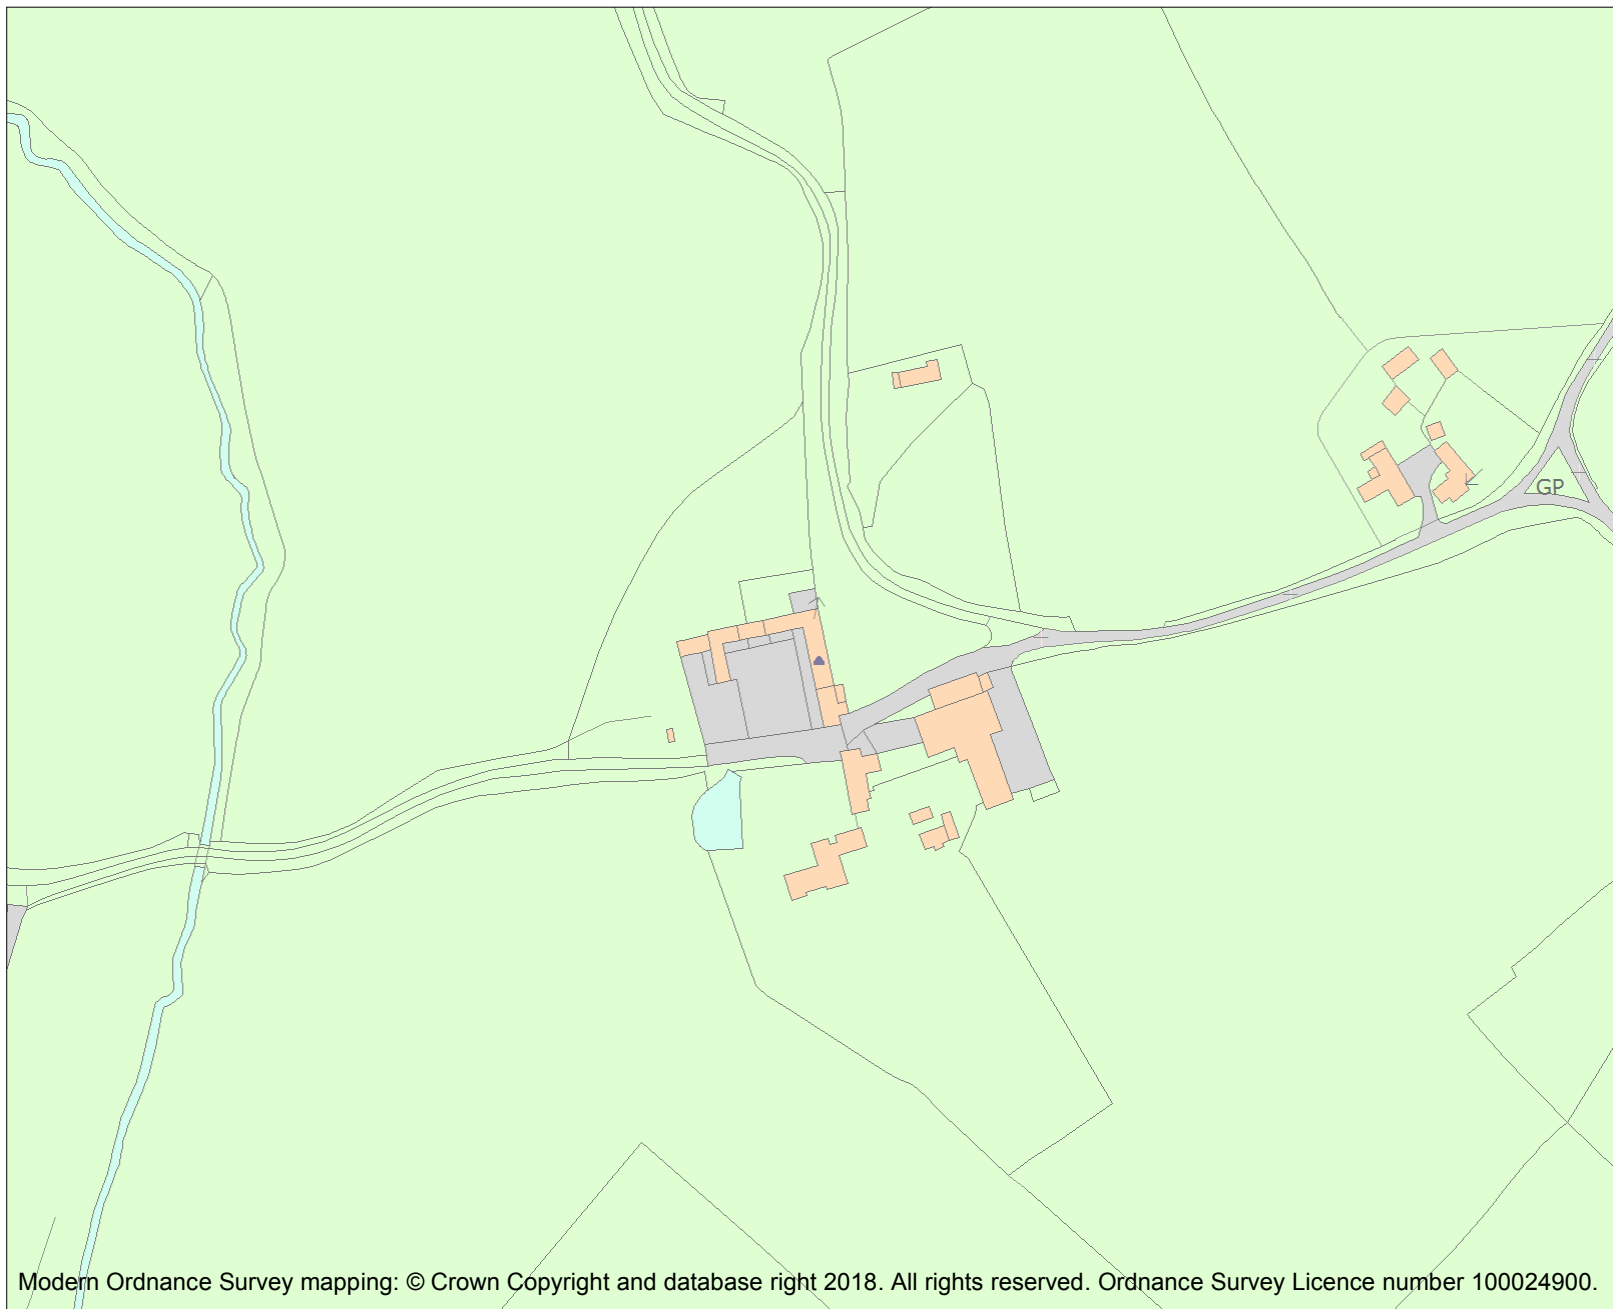 GP
Modern Ordnance Survey mapping: © Crown Copyright and database right 2018. All rights reserved. Ordnance Survey Licence number 100024900.